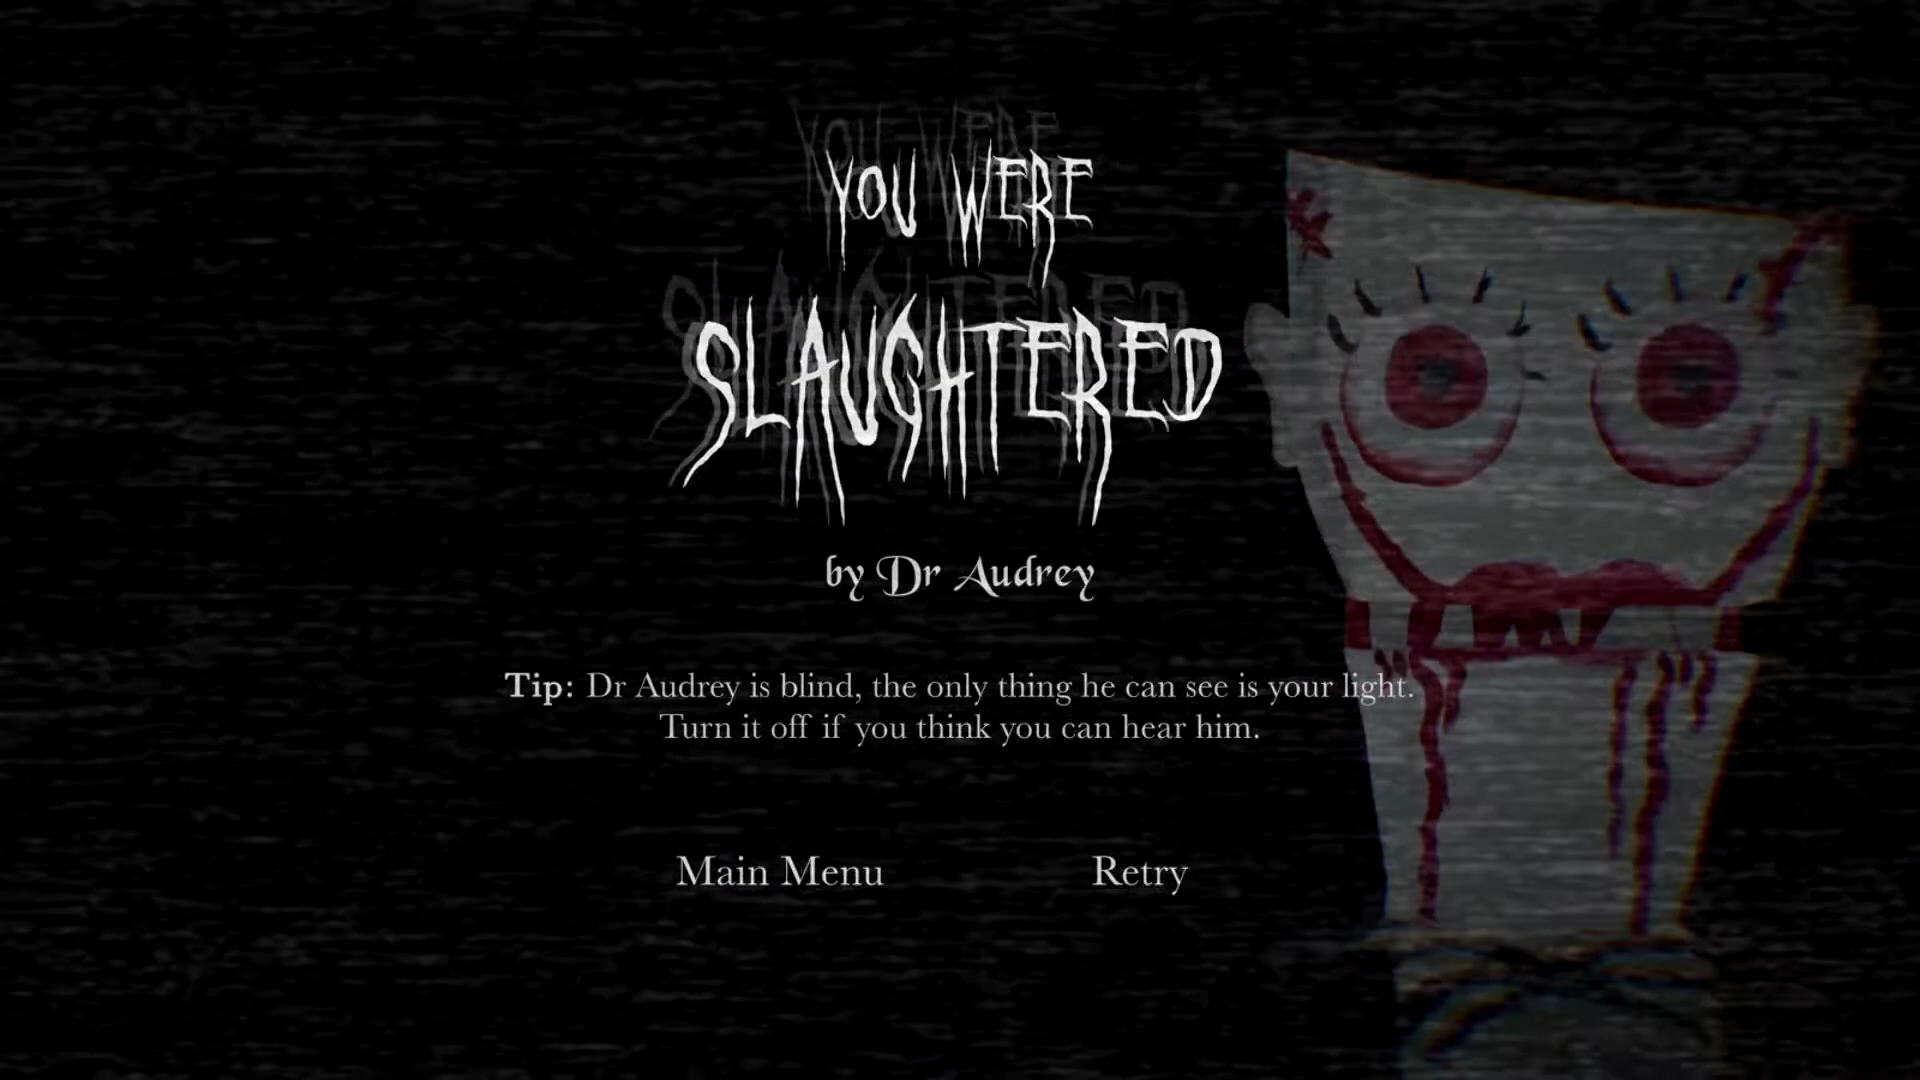 YOU WERE
SLAUGHTERED
by Dr Audrey
Tip: Dr Audrey is blind, the only thing he can see is your light.
Turn it off if you think you can hear him.
Main Menu
Retry